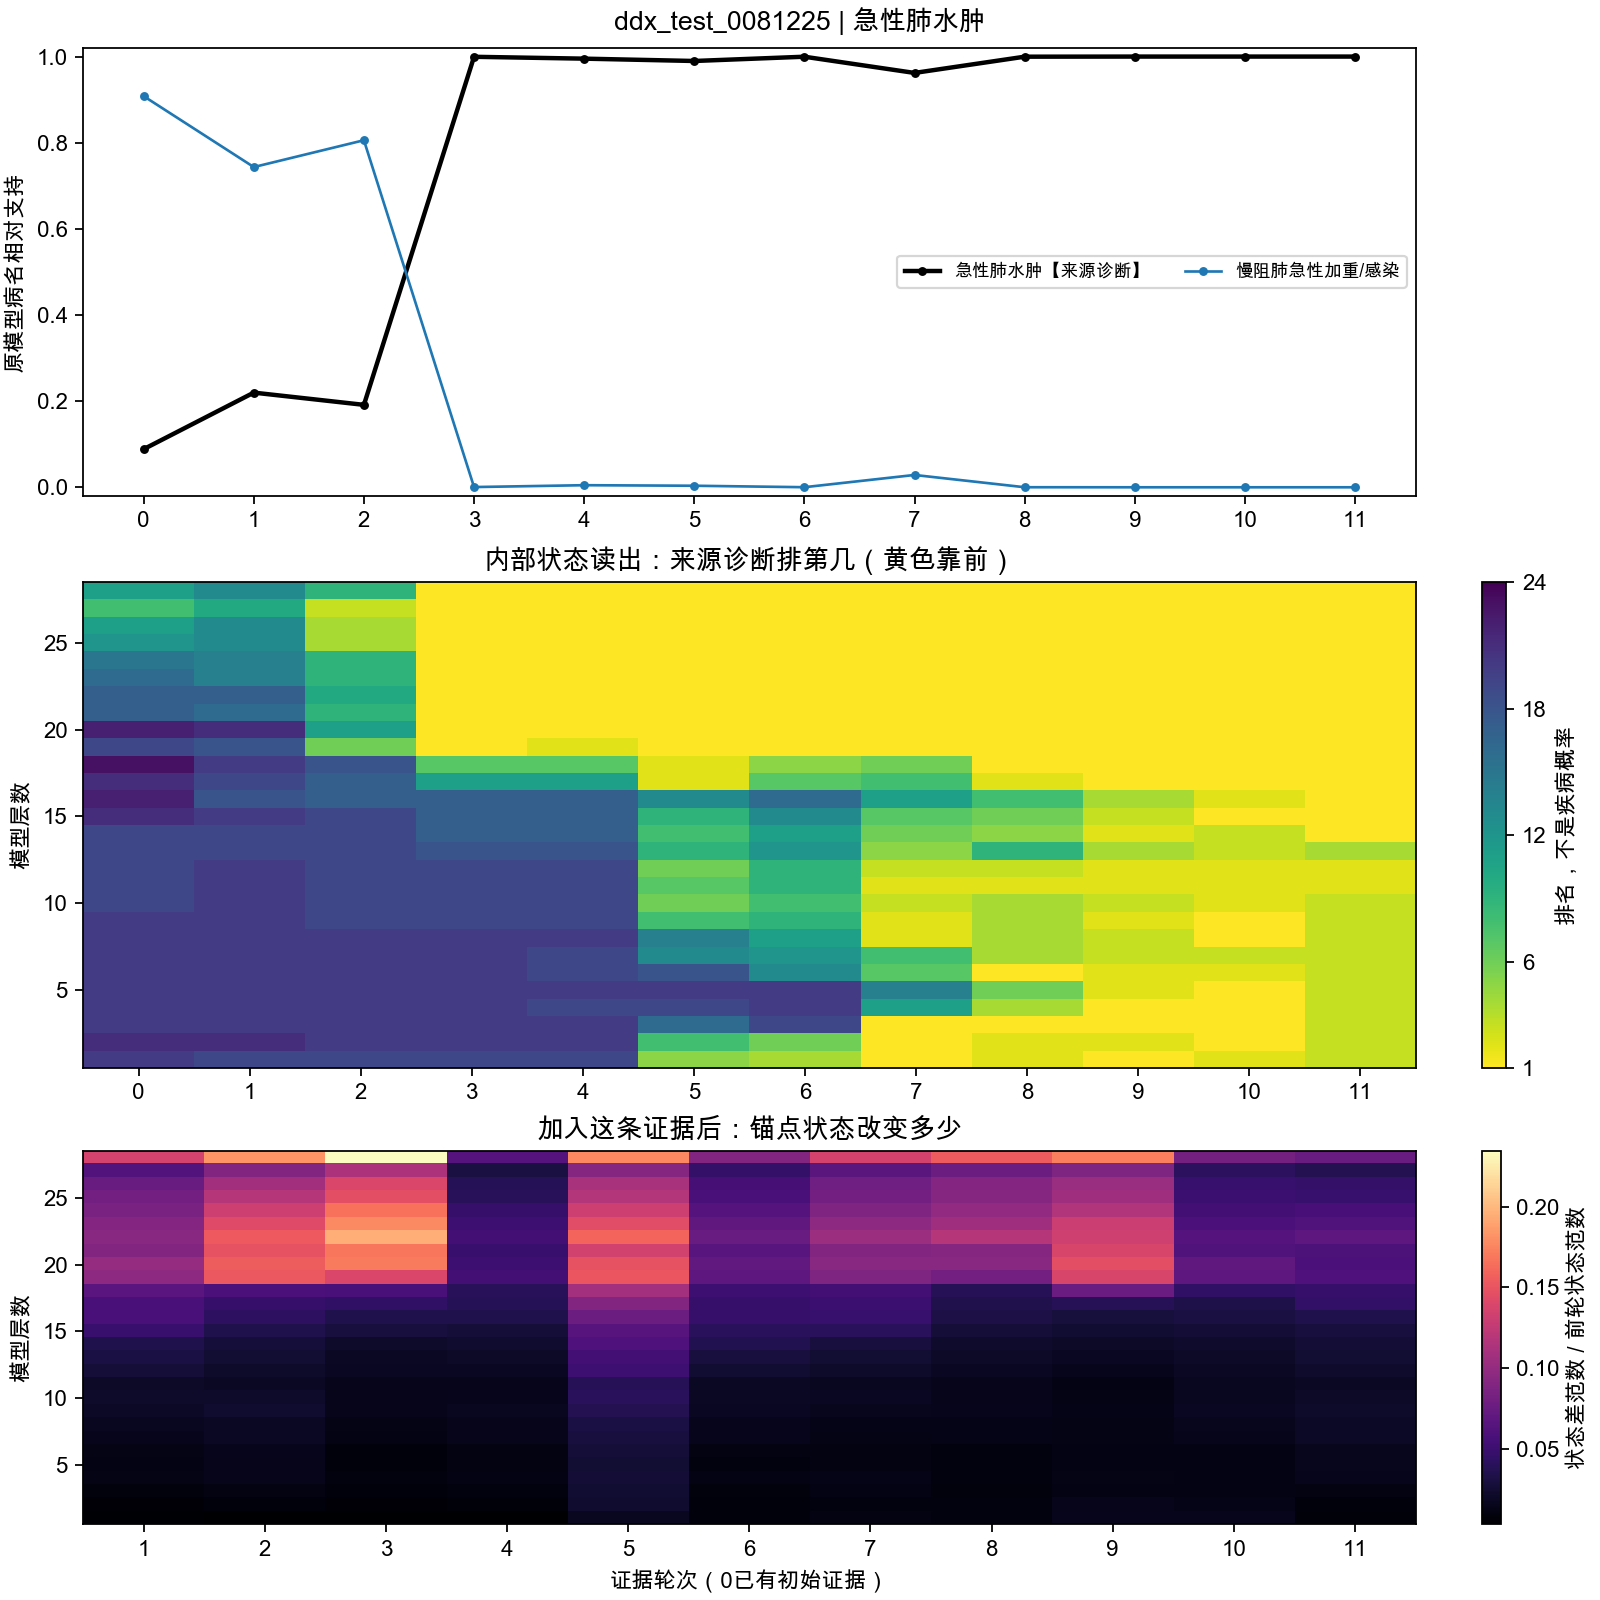 ddx_test_0081225 | 急性肺水肿
原模型病名相对支持
1.0
0.8
0.6
0.4
0.2
0.0
急性肺水肿【来源诊断】
慢阻肺急性加重/感染
0 1 2 3 4 5 6 7 8 9 10 11
内部状态读出：来源诊断排第几（黄色靠前）
模型层数
25
20
15
10
5
0 1 2 3 4 5 6 7 8 9 10 11
24
18
12
6
1
排名，不是疾病概率
加入这条证据后：锚点状态改变多少
模型层数
25
20
15
10
5
1 2 3 4 5 6 7 8 9 10 11
证据轮次（0已有初始证据）
0.20
0.15
0.10
0.05
状态差范数 / 前轮状态范数